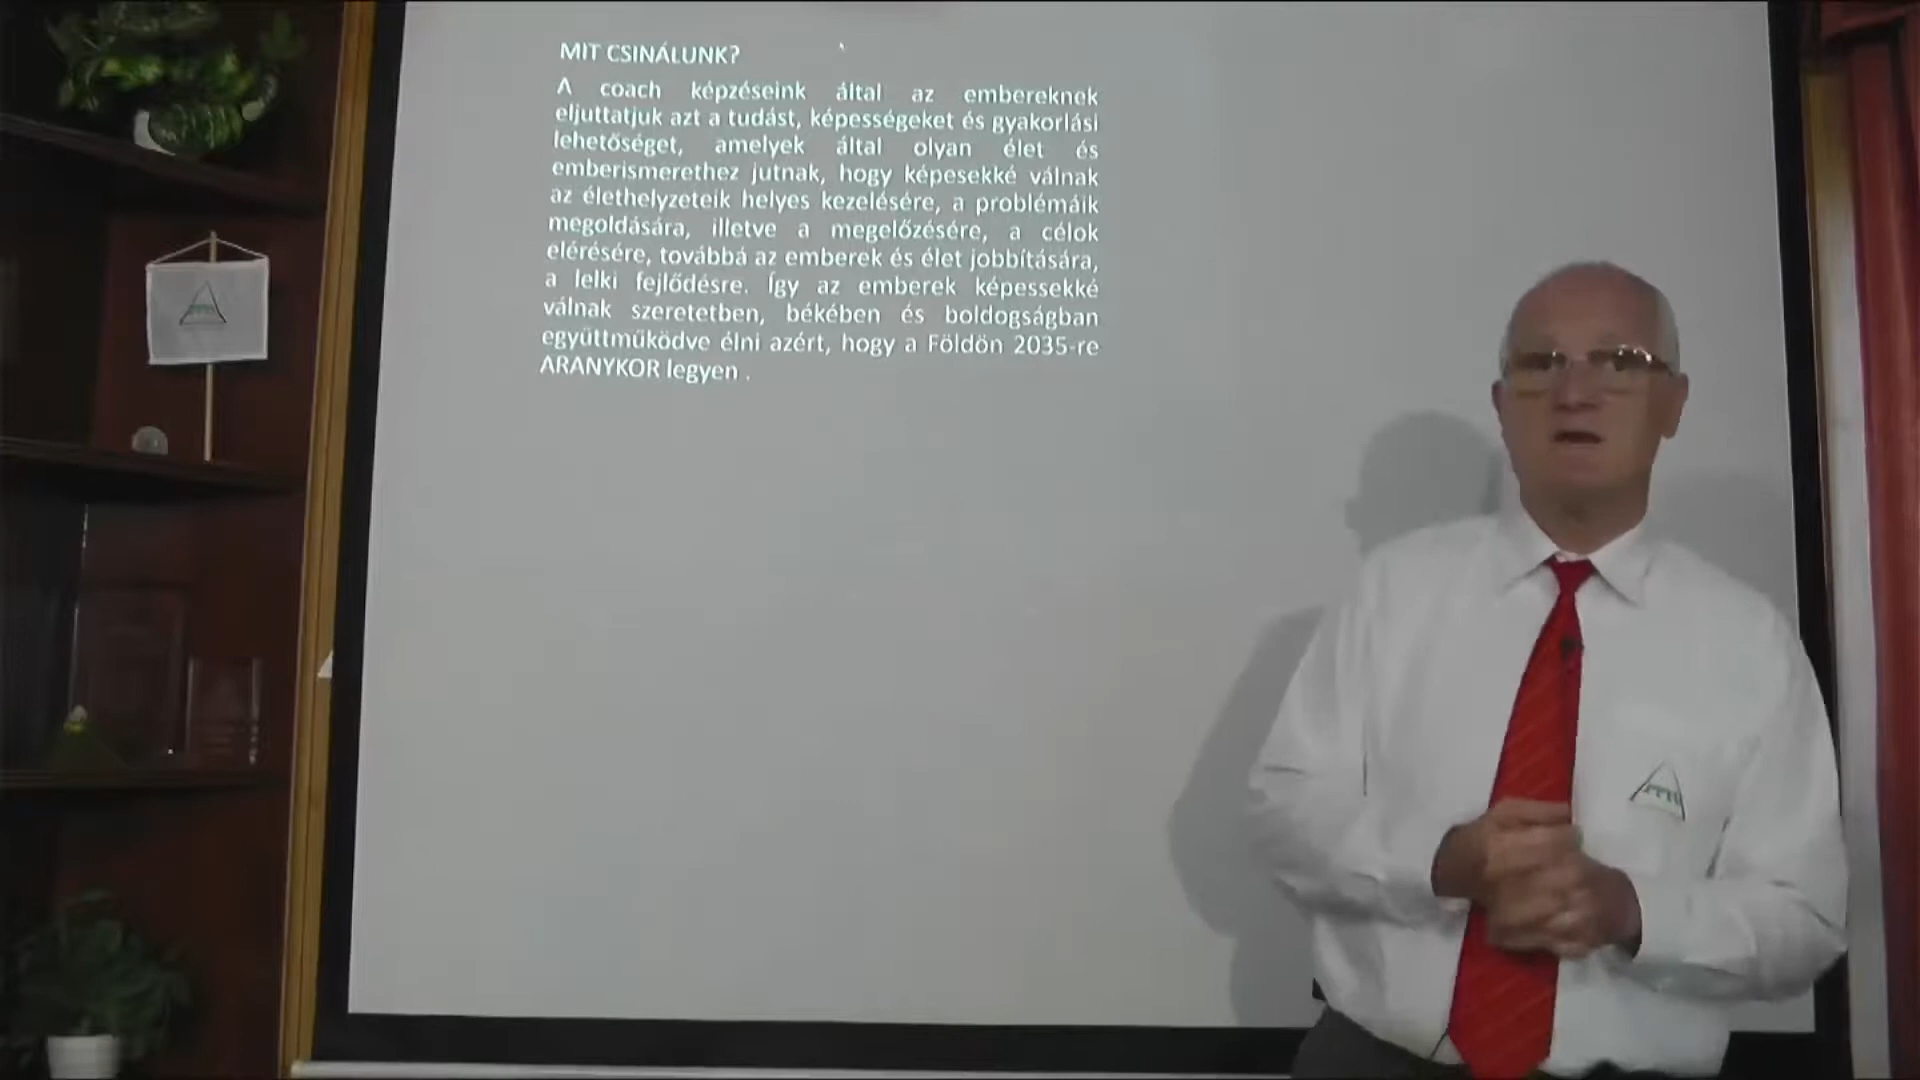 MIT CSINÁLUNK?
A coach képzéseink által az embereknek
eljuttatjuk azt a tudást, képességeket és gyakorlási
lehetőséget, amelyek által olyan élet és
emberismerethez jutnak, hogy képesekké válnak
az élethelyzeteik helyes kezelésére, a problémáik
megoldására, illetve a megelőzésére, a célok
elérésére, továbbá az emberek és élet jobbítására,
a lelki fejlődésre. Így az emberek képessekké
válnak szeretetben, békében és boldogságban
együttműködve élni azért, hogy a Földön 2035-re
ARANYKOR legyen .